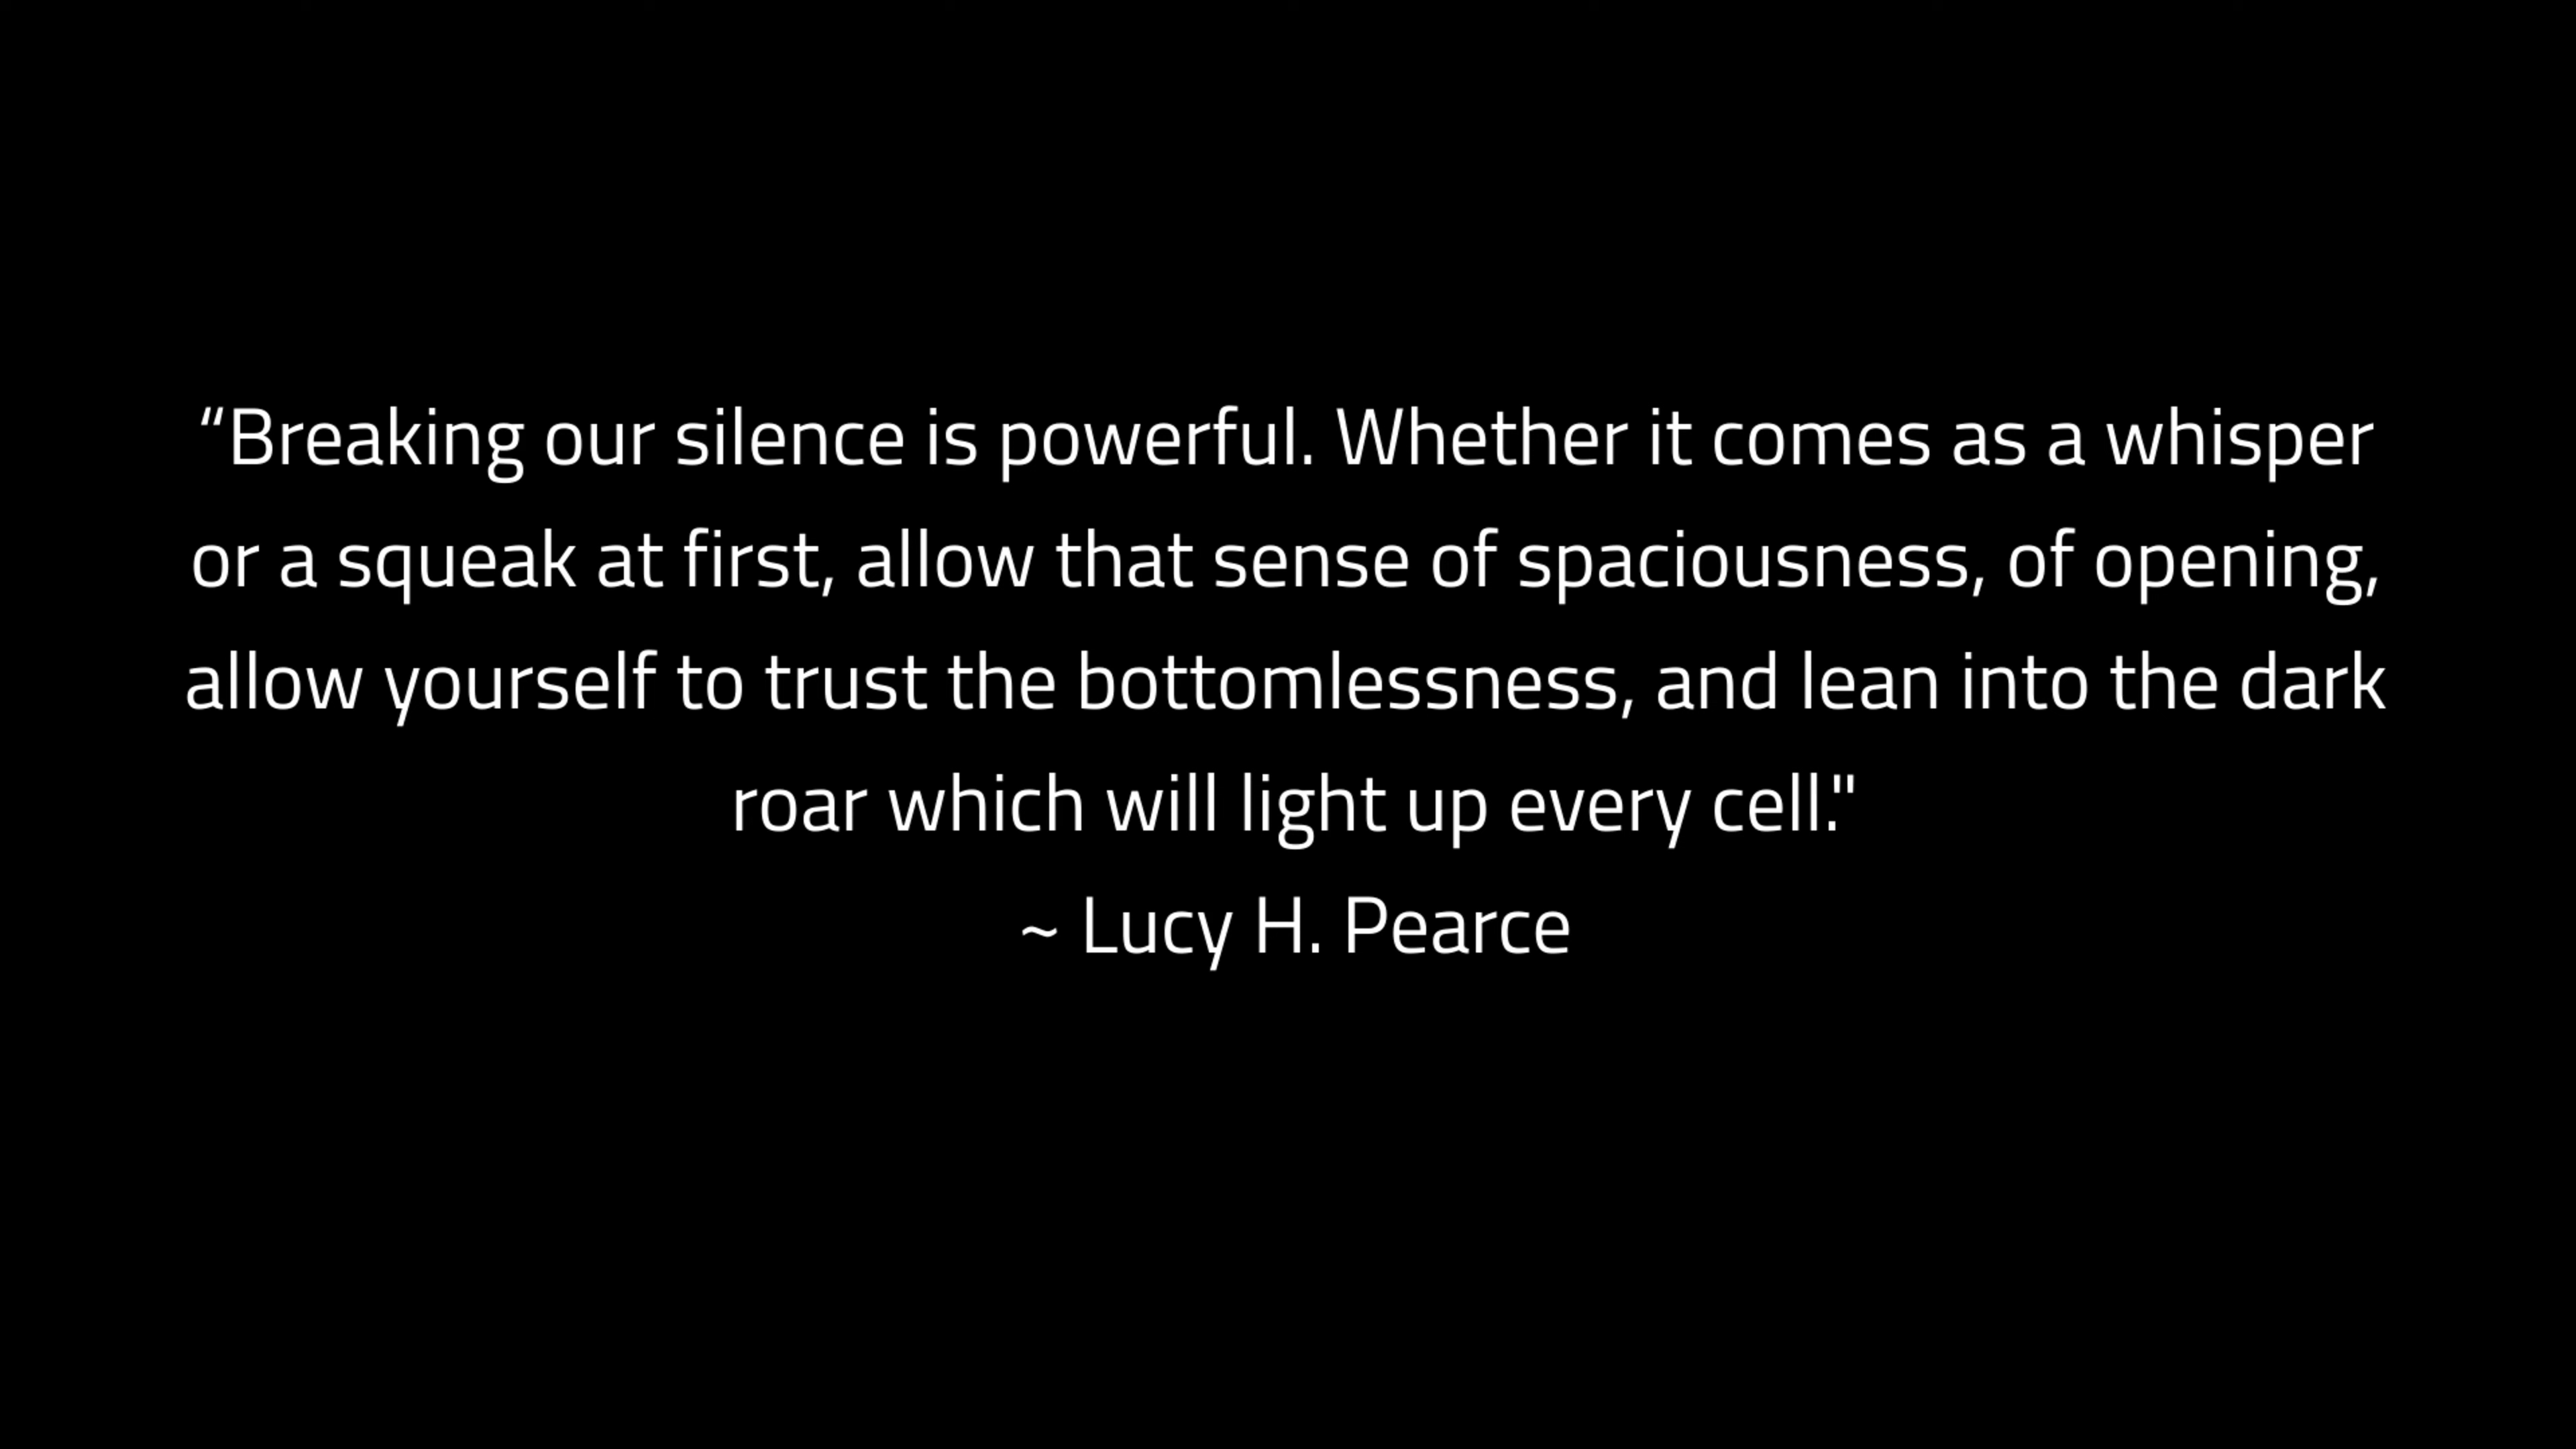 “Breaking our silence is powerful. Whether it comes as a whisper
or a squeak at first, allow that sense of spaciousness, of opening,
allow yourself to trust the bottomlessness, and lean into the dark
roar which will light up every cell."
~ Lucy H. Pearce